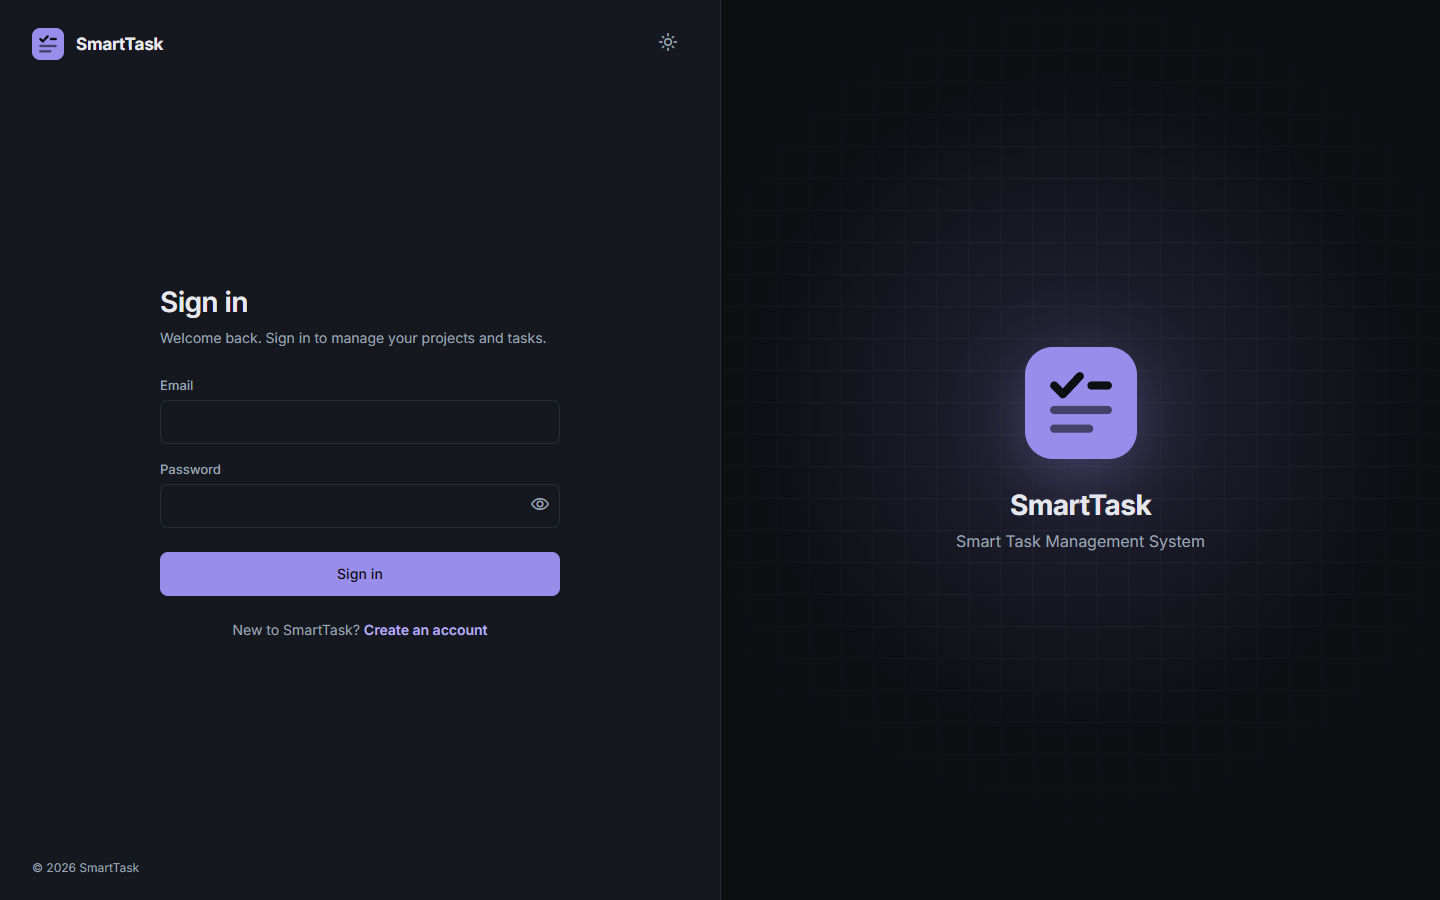 SmartTask
Sign in
Welcome back. Sign in to manage your projects and tasks.
Email
Password
Sign in
New to SmartTask? Create an account
© 2026 SmartTask
SmartTask
Smart Task Management System